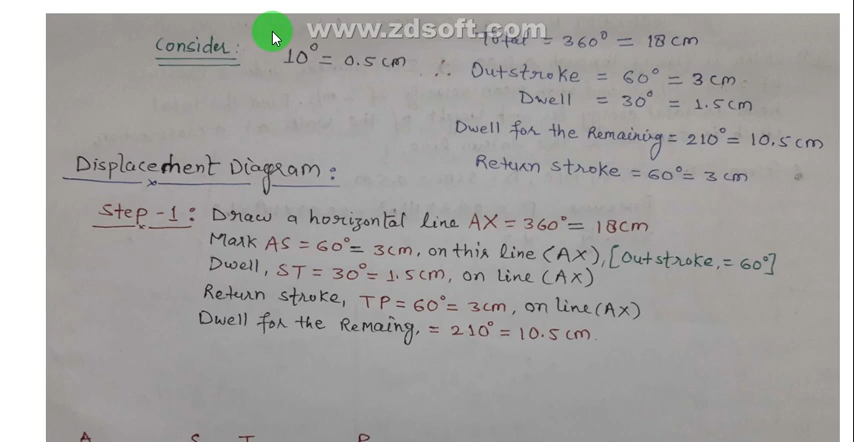 www.zdsoft.com
Consider:
10° = 0.5 cm
Total = 360° = 18 cm
∴ Outstroke = 60° = 3 cm
Dwell = 30° = 1.5 cm
Dwell for the Remainig = 210° = 10.5 cm
Return stroke = 60° = 3 cm
Displacement Diagram:
Step-1: Draw a horizontal line AX = 360° = 18cm
Mark AS = 60° = 3cm, on this line (AX), [Outstroke, = 60°]
Dwell, ST = 30° = 1.5 cm, on line (AX)
Return stroke, TP = 60° = 3cm, on line (AX)
Dwell for the Remaing, = 210° = 10.5 cm.
A S T P